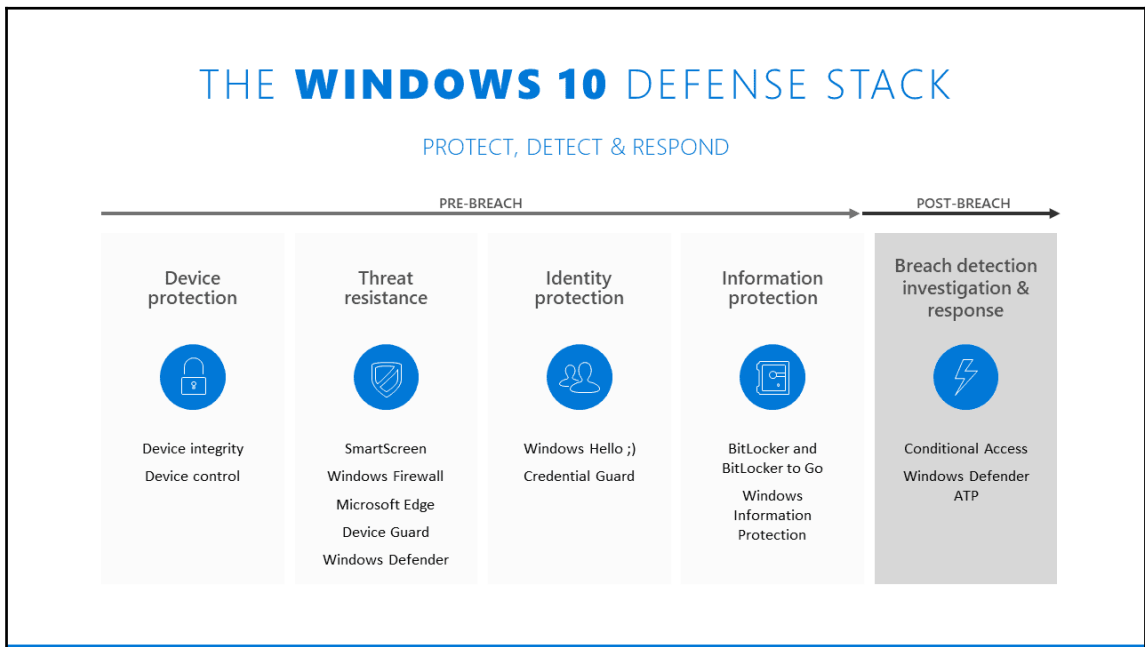 THE WINDOWS 10 DEFENSE STACK
PROTECT, DETECT & RESPOND
PRE-BREACH
POST-BREACH
Device
protection
Device integrity
Device control
Threat
resistance
SmartScreen
Windows Firewall
Microsoft Edge
Device Guard
Windows Defender
Identity
protection
Windows Hello ;)
Credential Guard
Information
protection
BitLocker and
BitLocker to Go
Windows
Information
Protection
Breach detection
investigation &
response
Conditional Access
Windows Defender
ATP